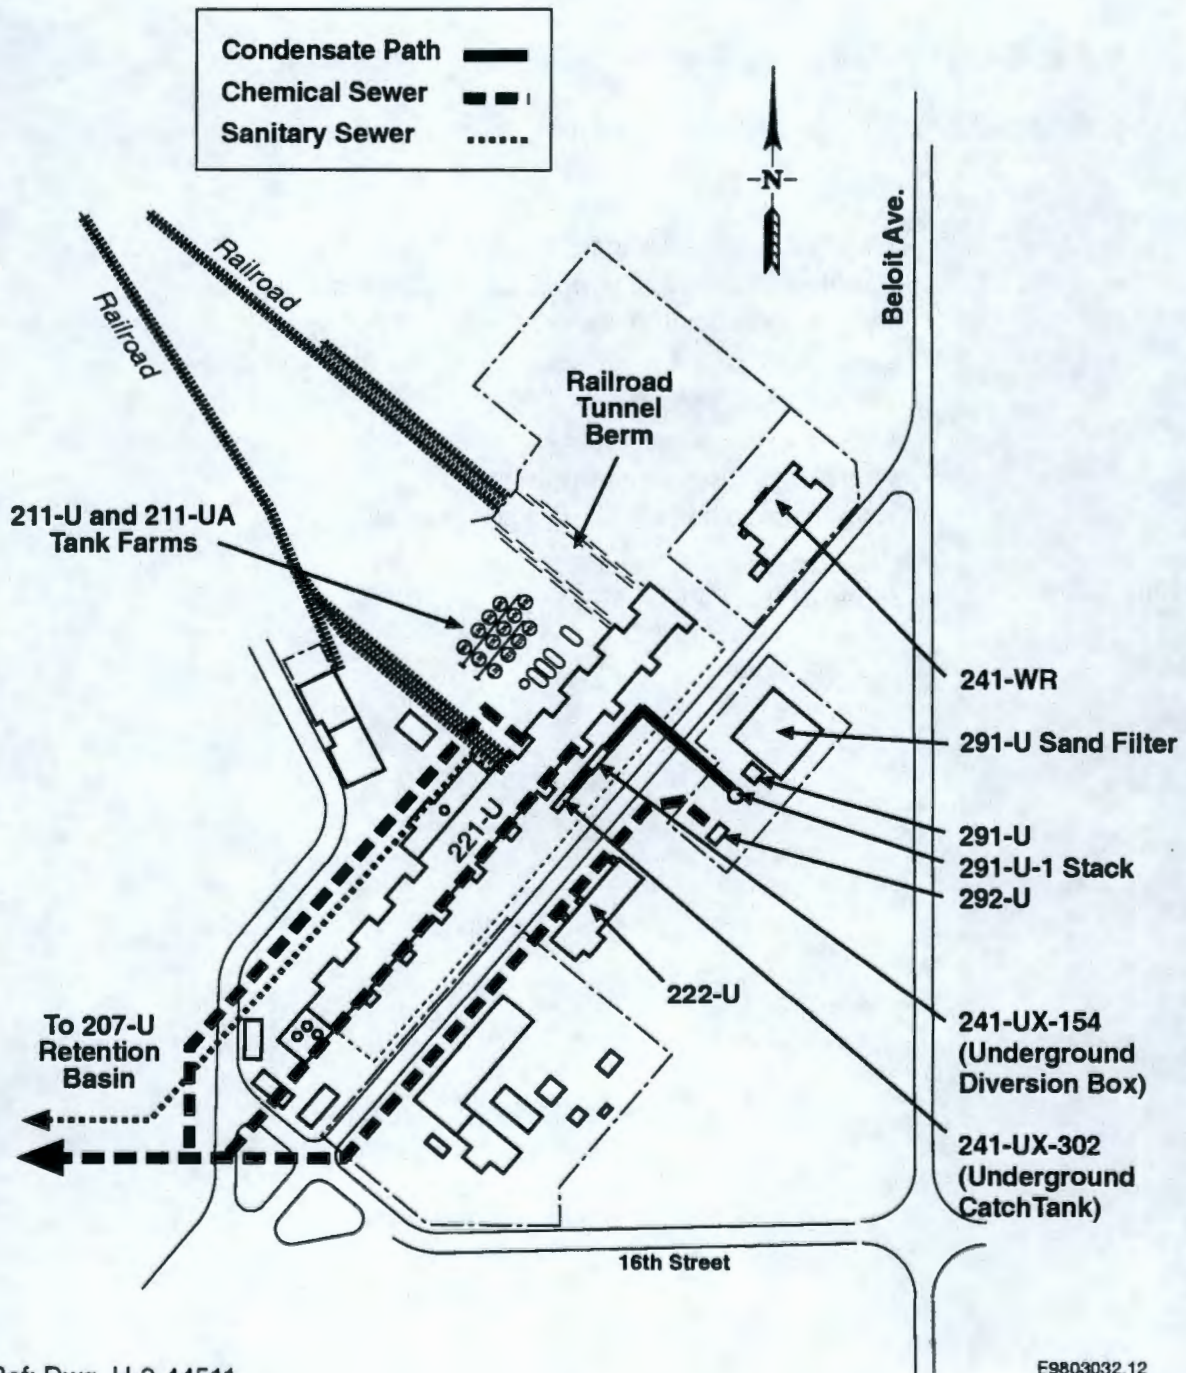 Condensate Path
Chemical Sewer
Sanitary Sewer
-N-
Beloit Ave.
Railroad
Railroad
Railroad
Tunnel
Berm
211-U and 211-UA
Tank Farms
241-WR
291-U Sand Filter
291-U
291-U-1 Stack
292-U
221-U
222-U
To 207-U
Retention
Basin
241-UX-154
(Underground
Diversion Box)
241-UX-302
(Underground
CatchTank)
16th Street
E9803032.12